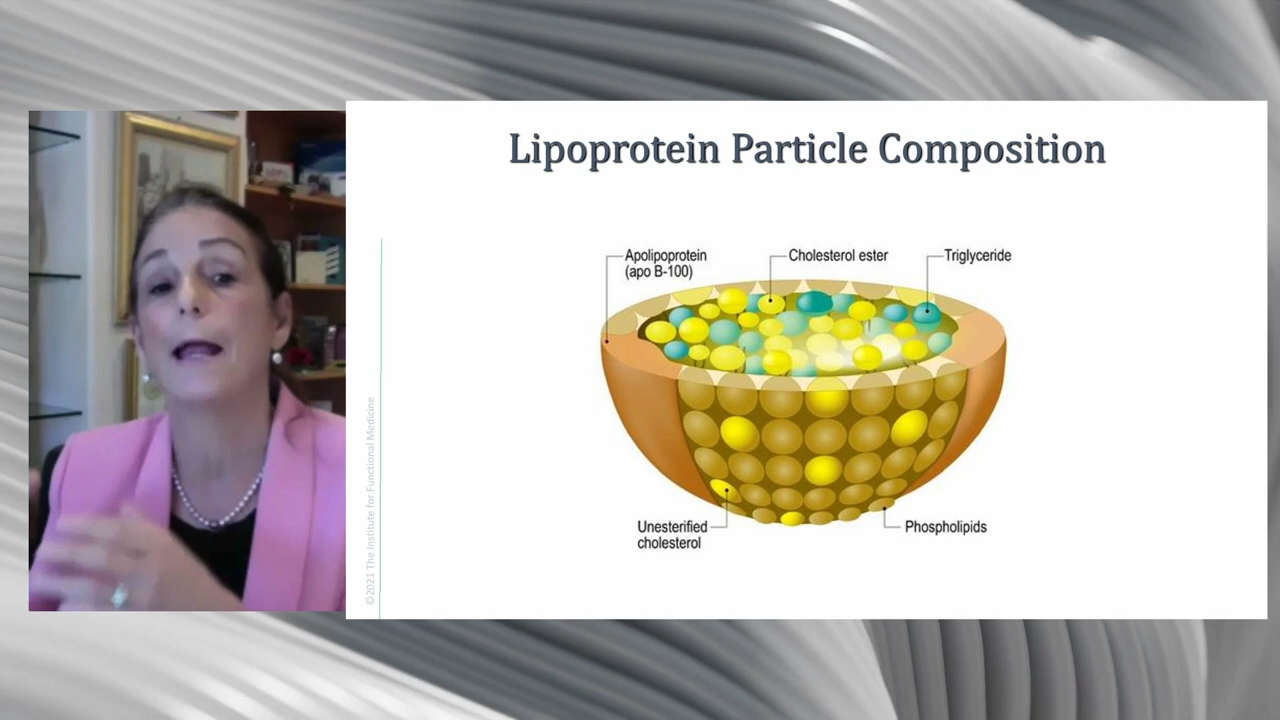 Lipoprotein Particle Composition
Apolipoprotein
(apo B-100)
Cholesterol ester
Triglyceride
Unesterified
cholesterol
Phospholipids
©2021 The Institute for Functional Medicine